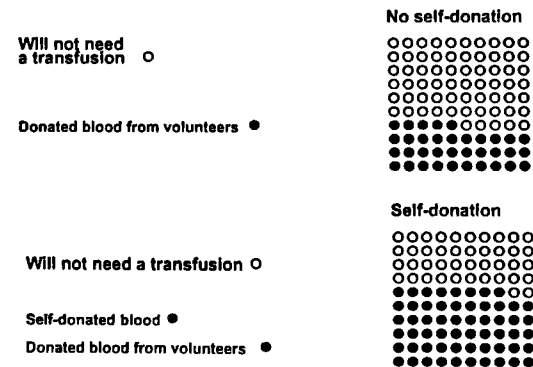 No self-donation
Will not need
a transfusion
Donated blood from volunteers
Self-donation
Will not need a transfusion
Self-donated blood
Donated blood from volunteers